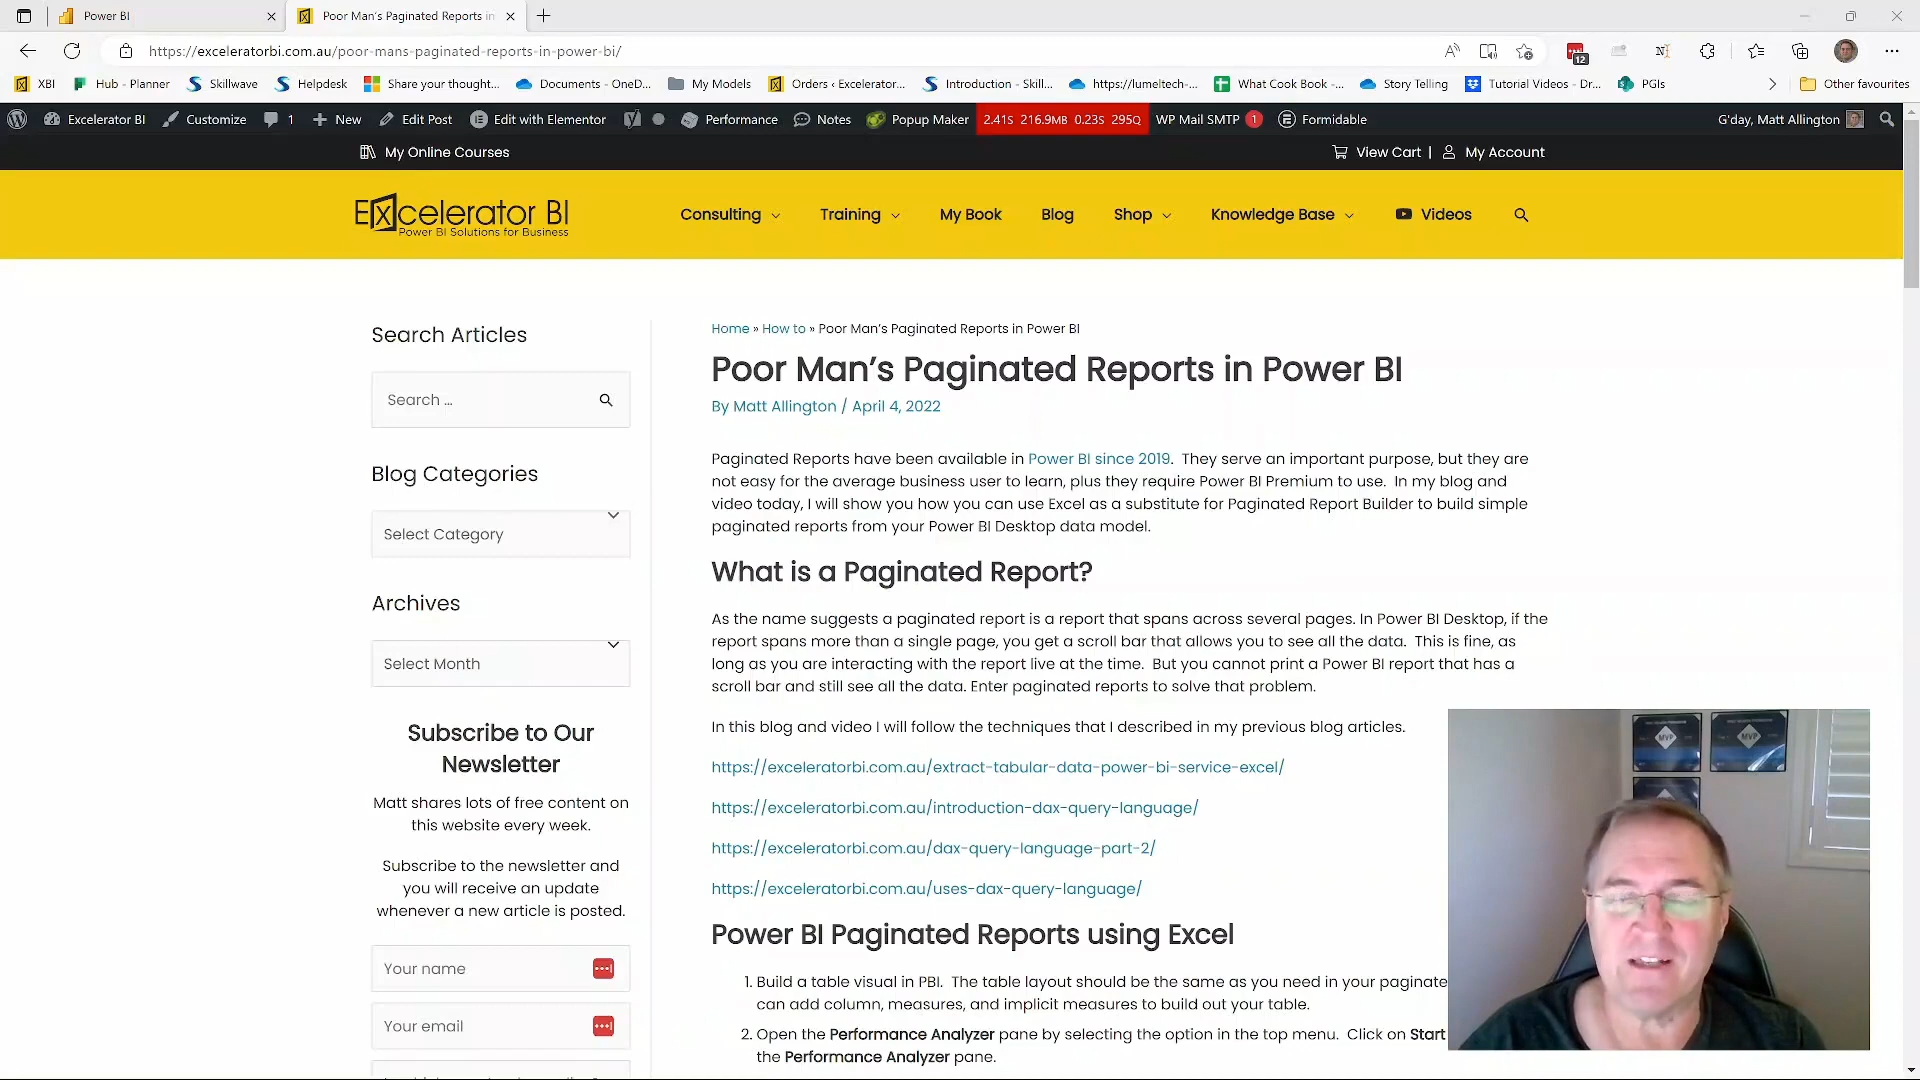 Power BI
Poor Man's Paginated Reports in
https://exceleratorbi.com.au/poor-mans-paginated-reports-in-power-bi/
12
XBI
Hub - Planner
Skillwave
Helpdesk
Share your thought...
Documents - OneD...
My Models
Orders ‹ Excelerator...
Introduction - Skill...
https://lumeltech-...
What Cook Book -...
Story Telling
Tutorial Videos - Dr...
PGIs
Other favourites
Excelerator BI
Customize
1
New
Edit Post
Edit with Elementor
Performance
Notes
Popup Maker
2.41S 216.9MB 0.23S 295Q
WP Mail SMTP 1
Formidable
G'day, Matt Allington
My Online Courses
View Cart |
My Account
Excelerator BI
Power BI Solutions for Business
Consulting
Training
My Book
Blog
Shop
Knowledge Base
Videos
Search Articles
Search …
Blog Categories
Select Category
Archives
Select Month
Subscribe to Our
Newsletter
Matt shares lots of free content on
this website every week.
Subscribe to the newsletter and
you will receive an update
whenever a new article is posted.
Your name
Your email
Home » How to » Poor Man's Paginated Reports in Power BI
Poor Man's Paginated Reports in Power BI
By Matt Allington / April 4, 2022
Paginated Reports have been available in Power BI since 2019. They serve an important purpose, but they are
not easy for the average business user to learn, plus they require Power BI Premium to use. In my blog and
video today, I will show you how you can use Excel as a substitute for Paginated Report Builder to build simple
paginated reports from your Power BI Desktop data model.
What is a Paginated Report?
As the name suggests a paginated report is a report that spans across several pages. In Power BI Desktop, if the
report spans more than a single page, you get a scroll bar that allows you to see all the data. This is fine, as
long as you are interacting with the report live at the time. But you cannot print a Power BI report that has a
scroll bar and still see all the data. Enter paginated reports to solve that problem.
In this blog and video I will follow the techniques that I described in my previous blog articles.
https://exceleratorbi.com.au/extract-tabular-data-power-bi-service-excel/
https://exceleratorbi.com.au/introduction-dax-query-language/
https://exceleratorbi.com.au/dax-query-language-part-2/
https://exceleratorbi.com.au/uses-dax-query-language/
Power BI Paginated Reports using Excel
1. Build a table visual in PBI. The table layout should be the same as you need in your paginate
can add column, measures, and implicit measures to build out your table.
2. Open the Performance Analyzer pane by selecting the option in the top menu. Click on Start
the Performance Analyzer pane.
MVP
MVP